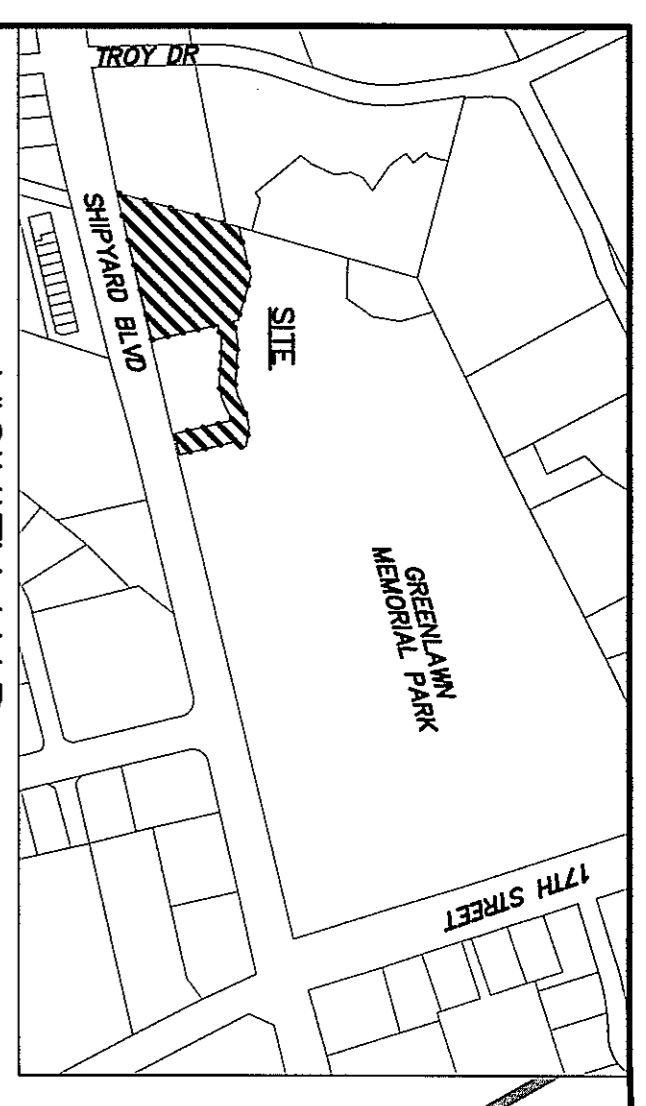 TROY DR
SHIPYARD BLVD
SITE
GREENLAWN
MEMORIAL PARK
17TH STREET